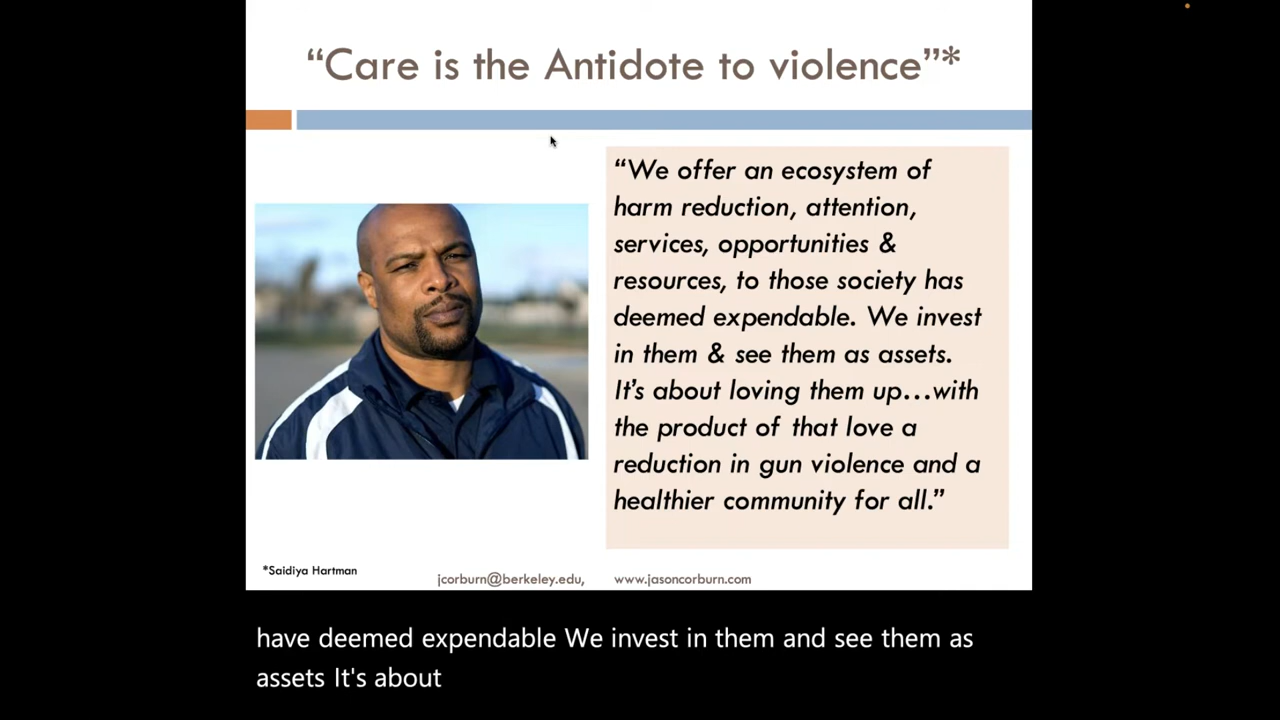 “Care is the Antidote to violence”*
“We offer an ecosystem of
harm reduction, attention,
services, opportunities &
resources, to those society has
deemed expendable. We invest
in them & see them as assets.
It’s about loving them up…with
the product of that love a
reduction in gun violence and a
healthier community for all.”
*Saidiya Hartman
jcorburn@berkeley.edu, www.jasoncorburn.com
have deemed expendable We invest in them and see them as
assets It's about